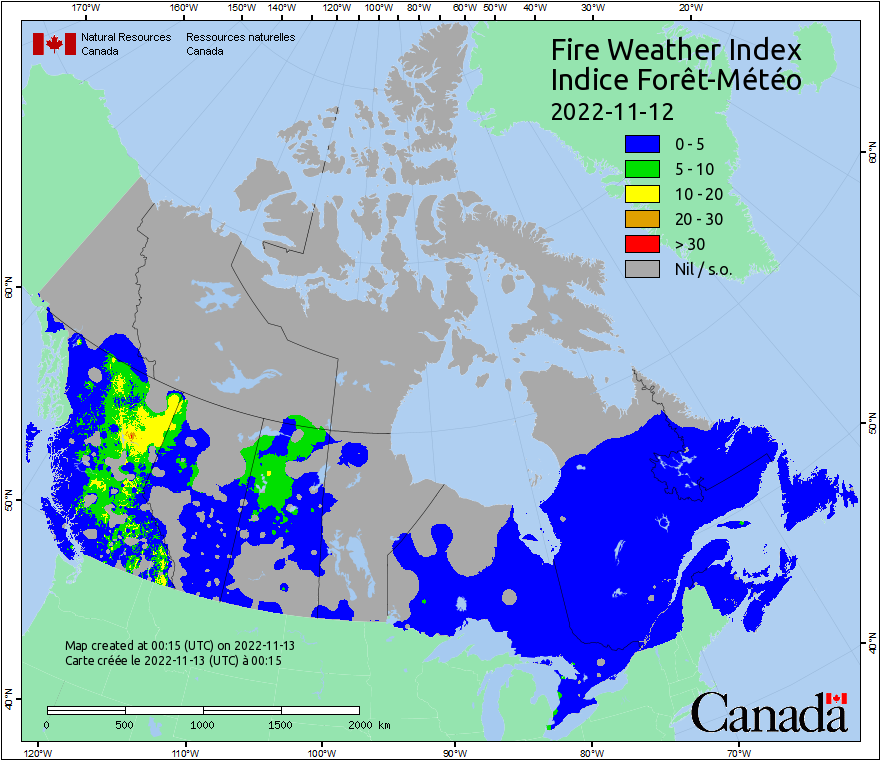 170°W 160°W 150°W 140°W 120°W 100°W 80°W 60°W 50°W 40°W 30°W 20°W
Natural Resources Ressources naturelles
Canada Canada
Fire Weather Index
Indice Forêt-Météo
2022-11-12
0 - 5
5 - 10
10 - 20
20 - 30
> 30
Nil / s.o.
60°N
60°N
50°N
50°N
40°N
40°N
Map created at 00:15 (UTC) on 2022-11-13
Carte créée le 2022-11-13 (UTC) à 00:15
0 500 1000 1500 2000 km
Canada
120°W 110°W 100°W 90°W 80°W 70°W